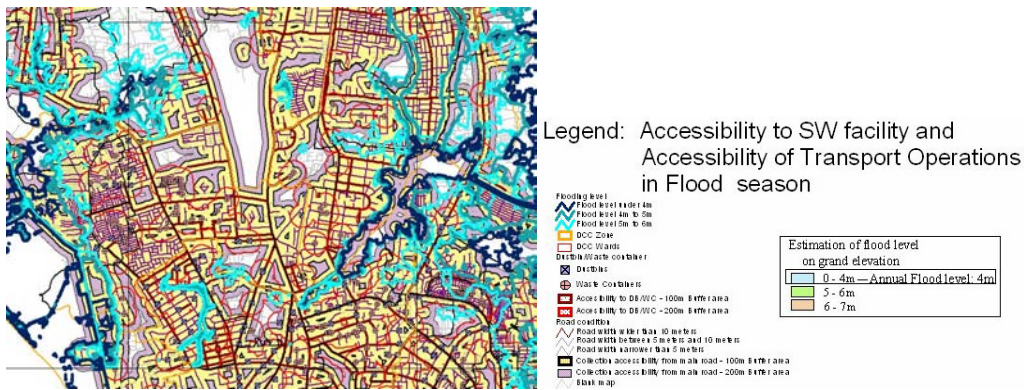 Legend: Accessibility to SW facility and
Accessibility of Transport Operations
in Flood season
Flooding level
Flood level under 4m
Flood level 4m to 5m
Flood level 5m to 6m
DCC Zone
DCC Wards
Dustbin/Waste container
Dustbins
Waste Containers
Accesibility to DB/WC - 100m Buffer area
Accesibility to DB/WC - 200m Buffer area
Road condition
Road width wider than 10 meters
Road width between 5 meters and 10 meters
Road width narrower than 5 meters
Collection accessibility from main road - 100m Buffer area
Collection accessibility from main road - 200m Buffer area
Blank map
Estimation of flood level
on grand elevation
0 - 4m — Annual Flood level: 4m
5 - 6m
6 - 7m